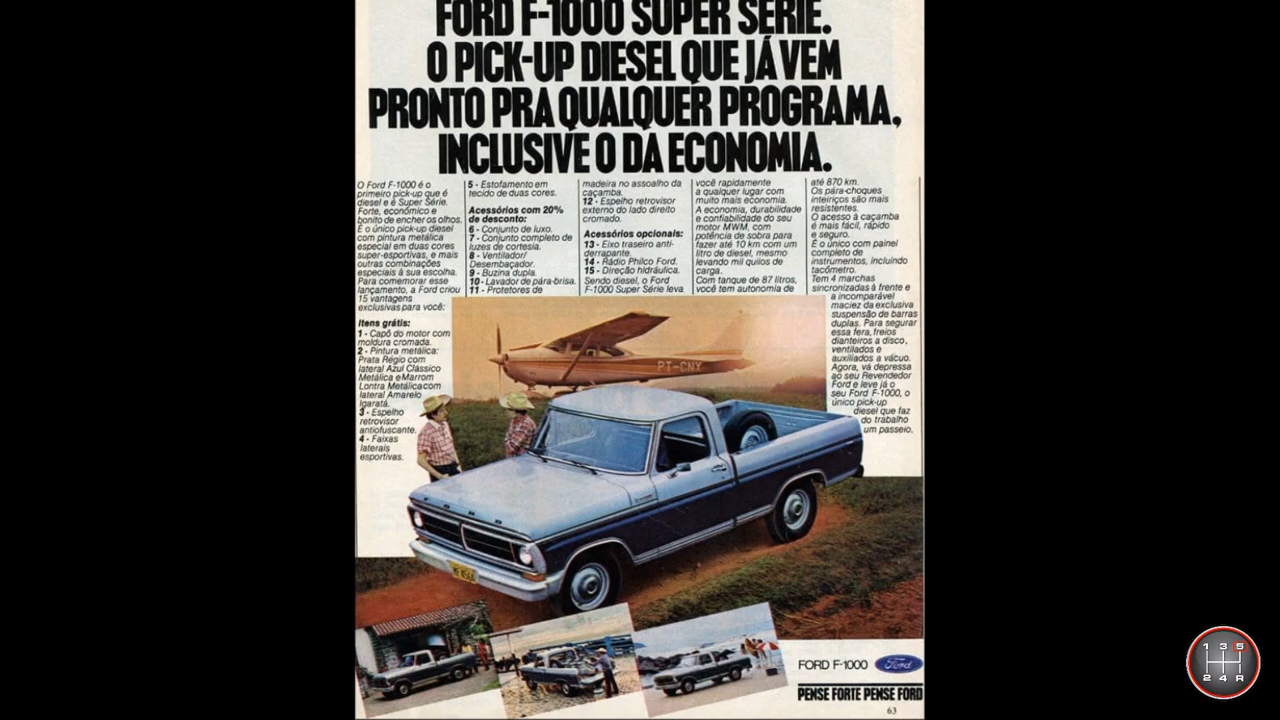 FORD F-1000 SUPER SÉRIE.
O PICK-UP DIESEL QUE JÁ VEM
PRONTO PRA QUALQUER PROGRAMA,
INCLUSIVE O DA ECONOMIA.
O Ford F-1000 é o
primeiro pick-up que é
diesel e é Super Série.
Forte, econômico e
bonito de encher os olhos.
É o único pick-up diesel
com pintura metálica
especial em duas cores
super-esportivas, e mais
outras combinações
especiais à sua escolha.
Para comemorar esse
lançamento, a Ford criou
15 vantagens
exclusivas para você:
Itens grátis:
1 - Capô do motor com
moldura cromada.
2 - Pintura metálica:
Prata Régio com
lateral Azul Clássico
Metálica e Marrom
Lontra Metálica com
lateral Amarelo
Igaratá.
3 - Espelho
retrovisor
antiofuscante.
4 - Faixas
laterais
esportivas.
5 - Estofamento em
tecido de duas cores.
Acessórios com 20%
de desconto:
6 - Conjunto de luxo.
7 - Conjunto completo de
luzes de cortesia.
8 - Ventilador/
Desembaçador.
9 - Buzina dupla.
10 - Lavador de pára-brisa.
11 - Protetores de
madeira no assoalho da
caçamba.
12 - Espelho retrovisor
externo do lado direito
cromado.
Acessórios opcionais:
13 - Eixo traseiro anti-
derrapante.
14 - Rádio Philco Ford.
15 - Direção hidráulica.
Sendo diesel, o Ford
F-1000 Super Série leva
você rapidamente
a qualquer lugar com
muito mais economia.
A economia, durabilidade
e confiabilidade do seu
motor MWM, com
potência de sobra para
fazer até 10 km com um
litro de diesel, mesmo
levando mil quilos de
carga.
Com tanque de 87 litros,
você tem autonomia de
até 870 km.
Os pára-choques
inteiriços são mais
resistentes.
O acesso à caçamba
é mais fácil, rápido
e seguro.
É o único com painel
completo de
instrumentos, incluindo
tacômetro.
Tem 4 marchas
sincronizadas à frente e
a incomparável
maciez da exclusiva
suspensão de barras
duplas. Para segurar
essa fera, freios
dianteiros a disco,
ventilados e
auxiliados a vácuo.
Agora, vá depressa
ao seu Revendedor
Ford e leve já o
seu Ford F-1000, o
único pick-up
diesel que faz
do trabalho
um passeio.
PT-CNX
FORD
FORD F-1000 Ford
PENSE FORTE PENSE FORD
63
1 3 5
2 4 R